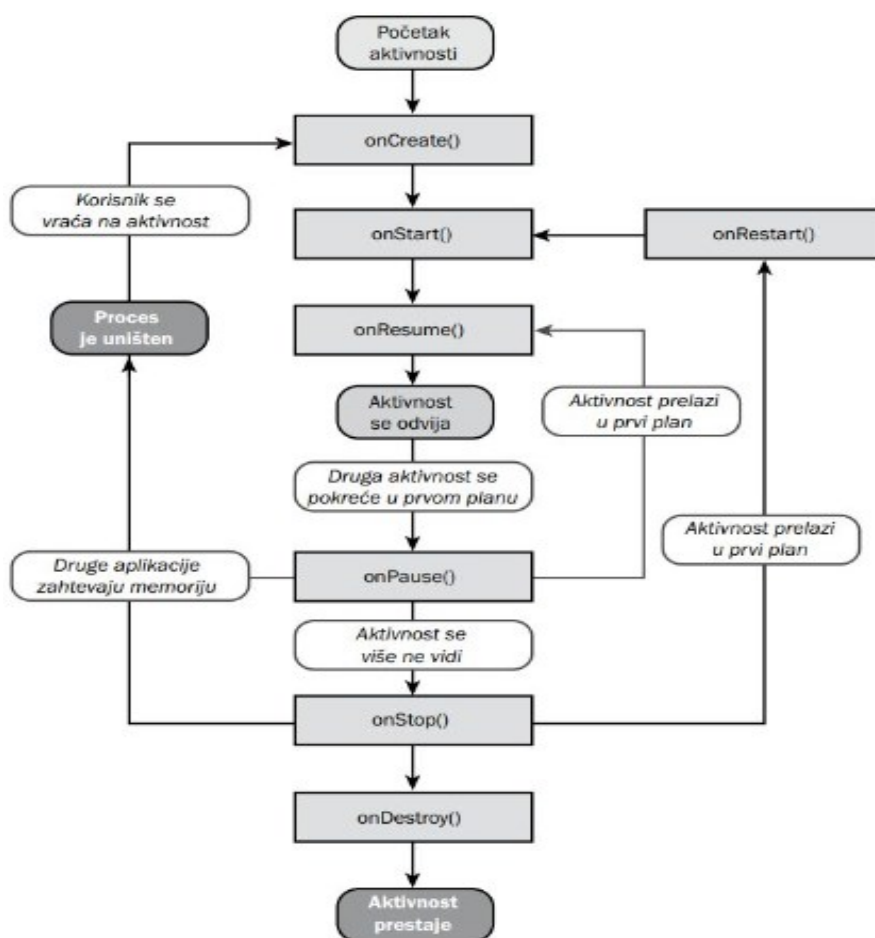 Početak
aktivnosti
onCreate()
Korisnik se
vraća na aktivnost
onStart()
onRestart()
Proces
je uništen
onResume()
Aktivnost
se odvija
Aktivnost prelazi
u prvi plan
Druga aktivnost se
pokreće u prvom planu
Aktivnost prelazi
u prvi plan
Druge aplikacije
zahtevaju memoriju
onPause()
Aktivnost se
više ne vidi
onStop()
onDestroy()
Aktivnost
prestaje